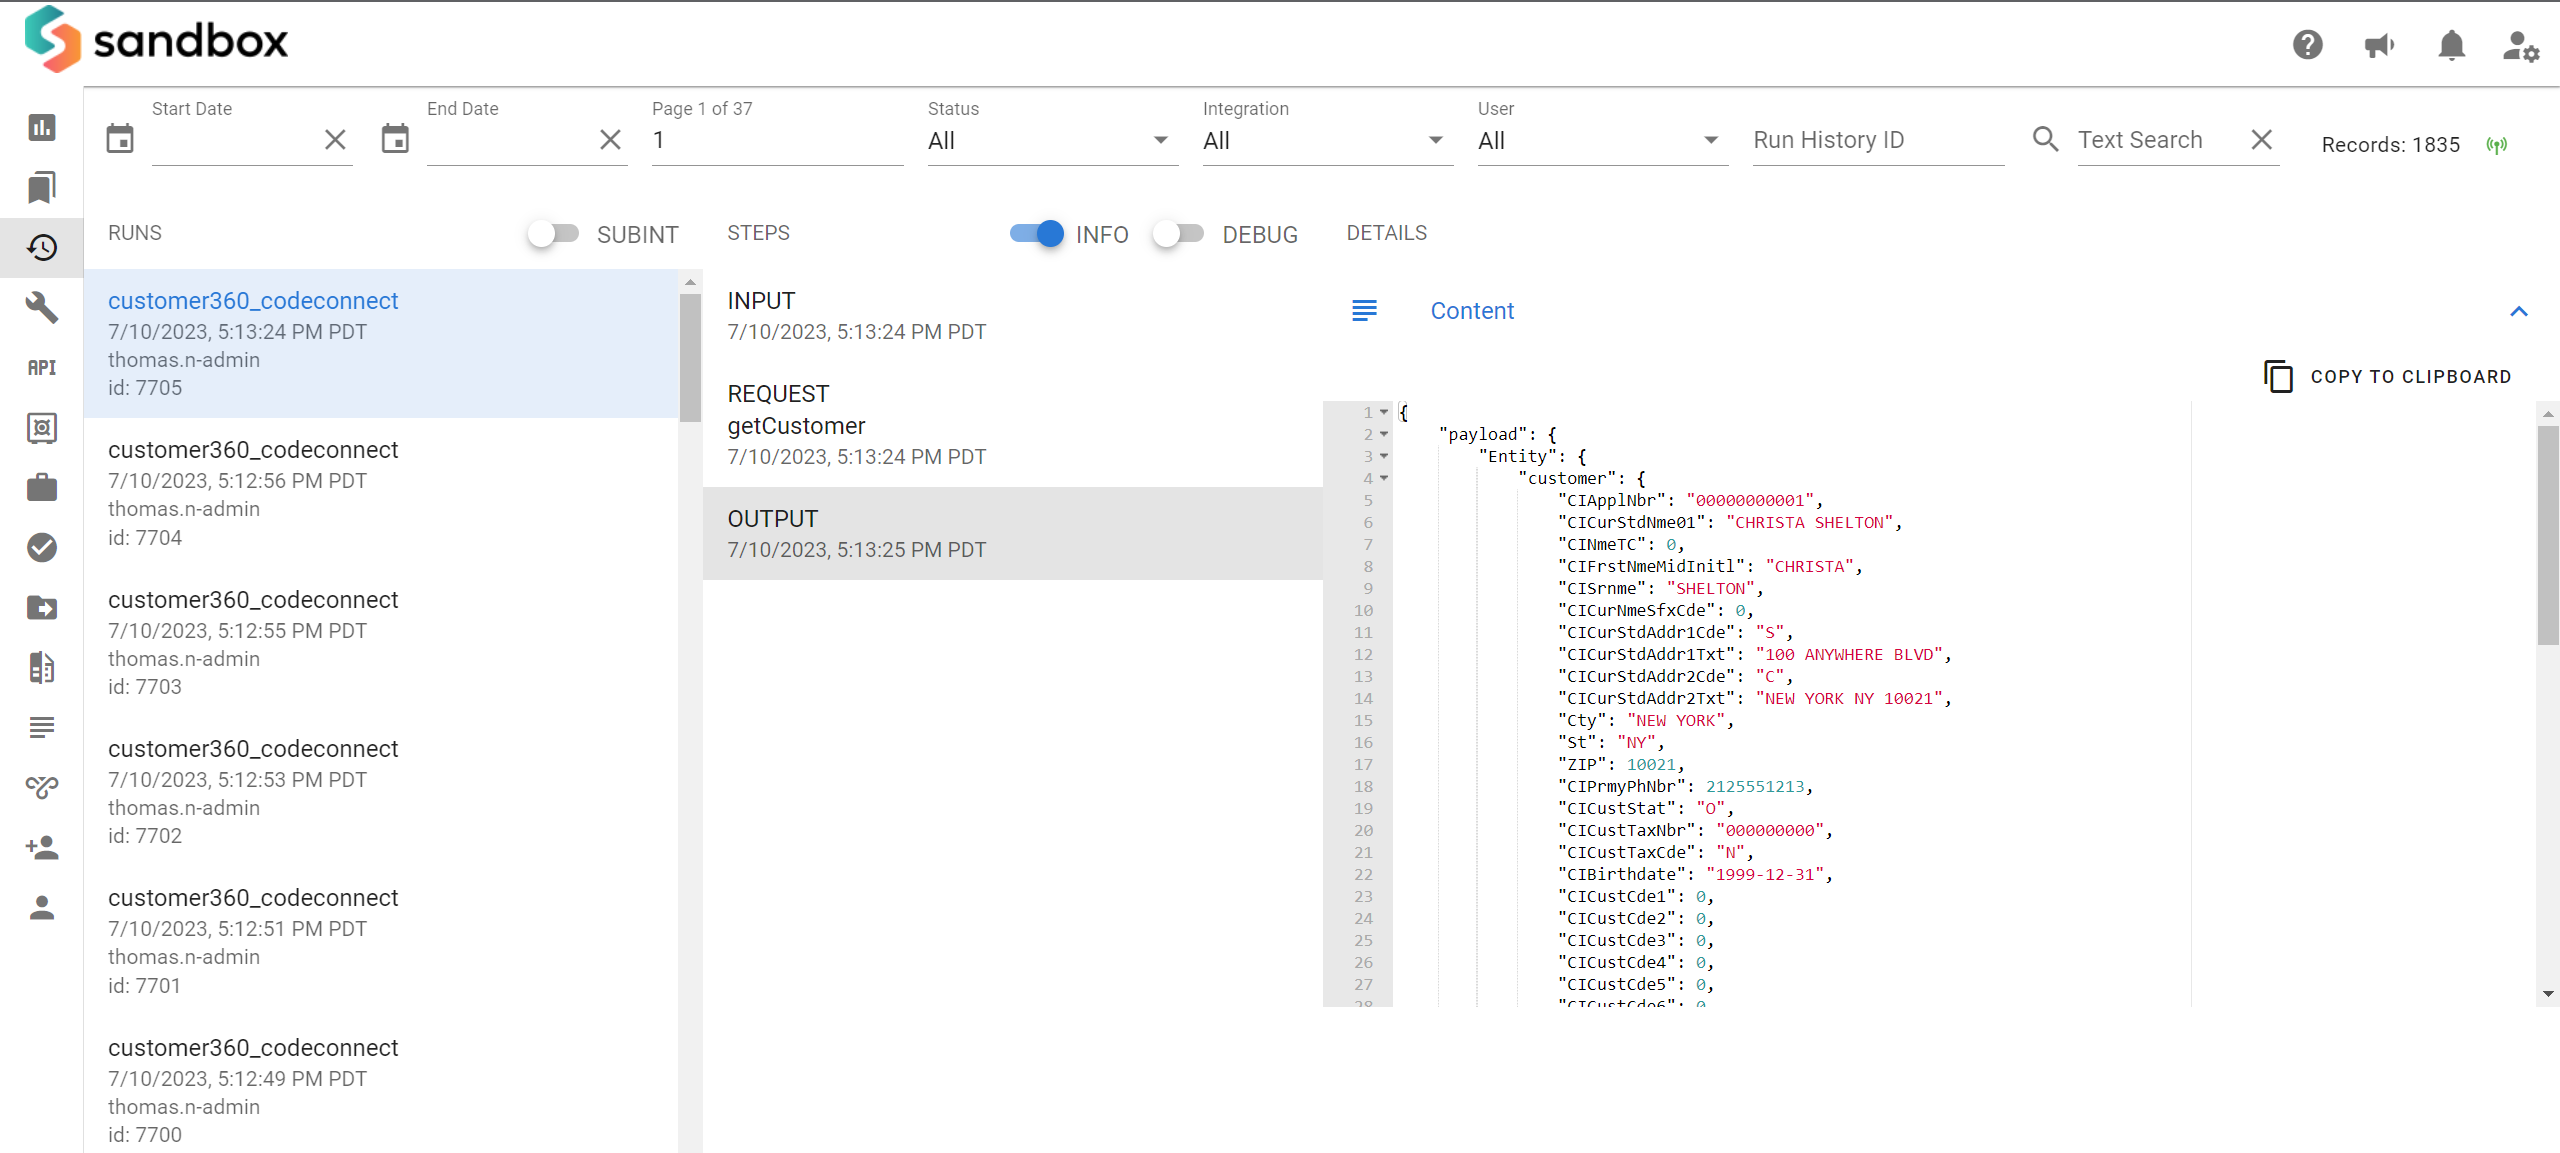 sandbox
Start Date
End Date
Page 1 of 37
1
Status
All
Integration
All
User
All
Run History ID
Text Search
Records: 1835
API
RUNS
SUBINT
customer360_codeconnect
7/10/2023, 5:13:24 PM PDT
thomas.n-admin
id: 7705
customer360_codeconnect
7/10/2023, 5:12:56 PM PDT
thomas.n-admin
id: 7704
customer360_codeconnect
7/10/2023, 5:12:55 PM PDT
thomas.n-admin
id: 7703
customer360_codeconnect
7/10/2023, 5:12:53 PM PDT
thomas.n-admin
id: 7702
customer360_codeconnect
7/10/2023, 5:12:51 PM PDT
thomas.n-admin
id: 7701
customer360_codeconnect
7/10/2023, 5:12:49 PM PDT
thomas.n-admin
id: 7700
STEPS
INFO
DEBUG
INPUT
7/10/2023, 5:13:24 PM PDT
REQUEST
getCustomer
7/10/2023, 5:13:24 PM PDT
OUTPUT
7/10/2023, 5:13:25 PM PDT
DETAILS
Content
COPY TO CLIPBOARD
1 {
2 "payload": {
3 "Entity": {
4 "customer": {
5 "CIApplNbr": "00000000001",
6 "CICurStdNme01": "CHRISTA SHELTON",
7 "CINmeTC": 0,
8 "CIFrstNmeMidInitl": "CHRISTA",
9 "CISrnme": "SHELTON",
10 "CICurNmeSfxCde": 0,
11 "CICurStdAddr1Cde": "S",
12 "CICurStdAddr1Txt": "100 ANYWHERE BLVD",
13 "CICurStdAddr2Cde": "C",
14 "CICurStdAddr2Txt": "NEW YORK NY 10021",
15 "Cty": "NEW YORK",
16 "St": "NY",
17 "ZIP": 10021,
18 "CIPrmyPhNbr": 2125551213,
19 "CICustStat": "O",
20 "CICustTaxNbr": "000000000",
21 "CICustTaxCde": "N",
22 "CIBirthdate": "1999-12-31",
23 "CICustCde1": 0,
24 "CICustCde2": 0,
25 "CICustCde3": 0,
26 "CICustCde4": 0,
27 "CICustCde5": 0,
28 "CICustCde6": 0